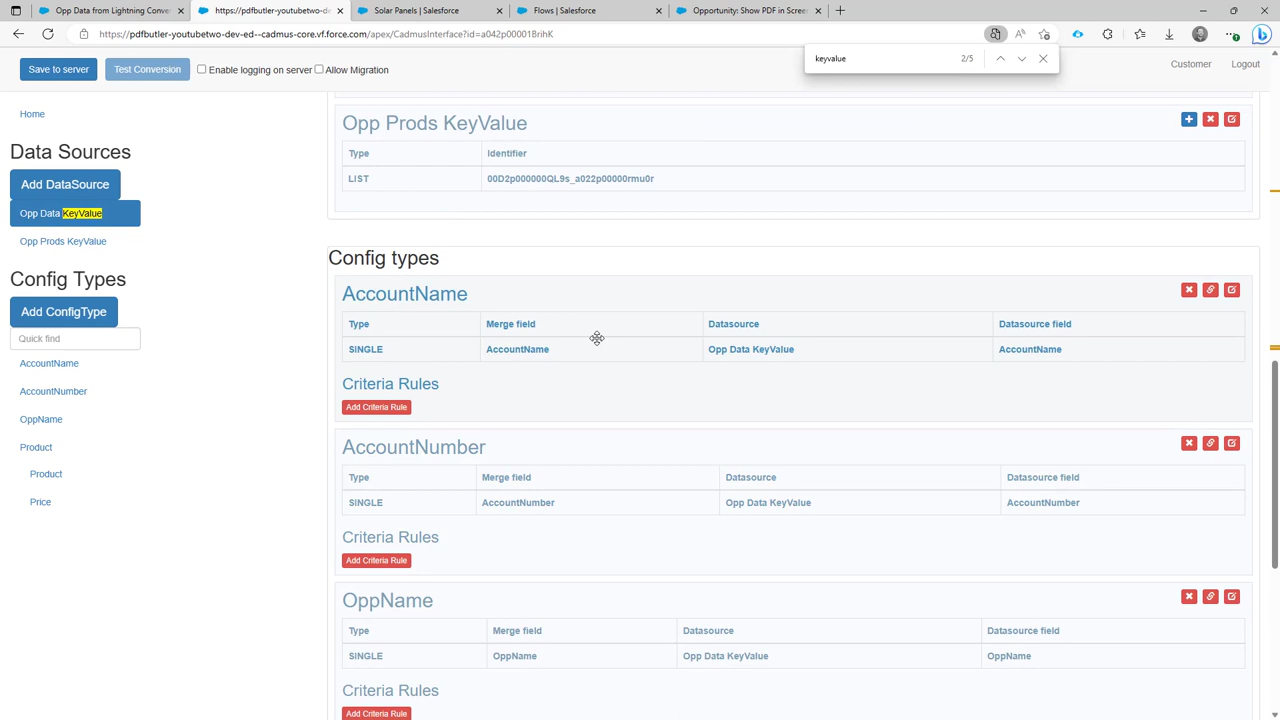 Opp Data from Lightning Conver
https://pdfbutler-youtubetwo-de
Solar Panels | Salesforce
Flows | Salesforce
Opportunity: Show PDF in Screen
https://pdfbutler-youtubetwo-dev-ed--cadmus-core.vf.force.com/apex/CadmusInterface?id=a042p00001BrihK
keyvalue
2/5
Save to server
Test Conversion
Enable logging on server
Allow Migration
Customer
Logout
Home
Data Sources
Add DataSource
Opp Data KeyValue
Opp Prods KeyValue
Config Types
Add ConfigType
Quick find
AccountName
AccountNumber
OppName
Product
Product
Price
Opp Prods KeyValue
Type Identifier
LIST 00D2p000000QL9s_a022p00000rmu0r
Config types
AccountName
Type Merge field Datasource Datasource field
SINGLE AccountName Opp Data KeyValue AccountName
Criteria Rules
Add Criteria Rule
AccountNumber
Type Merge field Datasource Datasource field
SINGLE AccountNumber Opp Data KeyValue AccountNumber
Criteria Rules
Add Criteria Rule
OppName
Type Merge field Datasource Datasource field
SINGLE OppName Opp Data KeyValue OppName
Criteria Rules
Add Criteria Rule